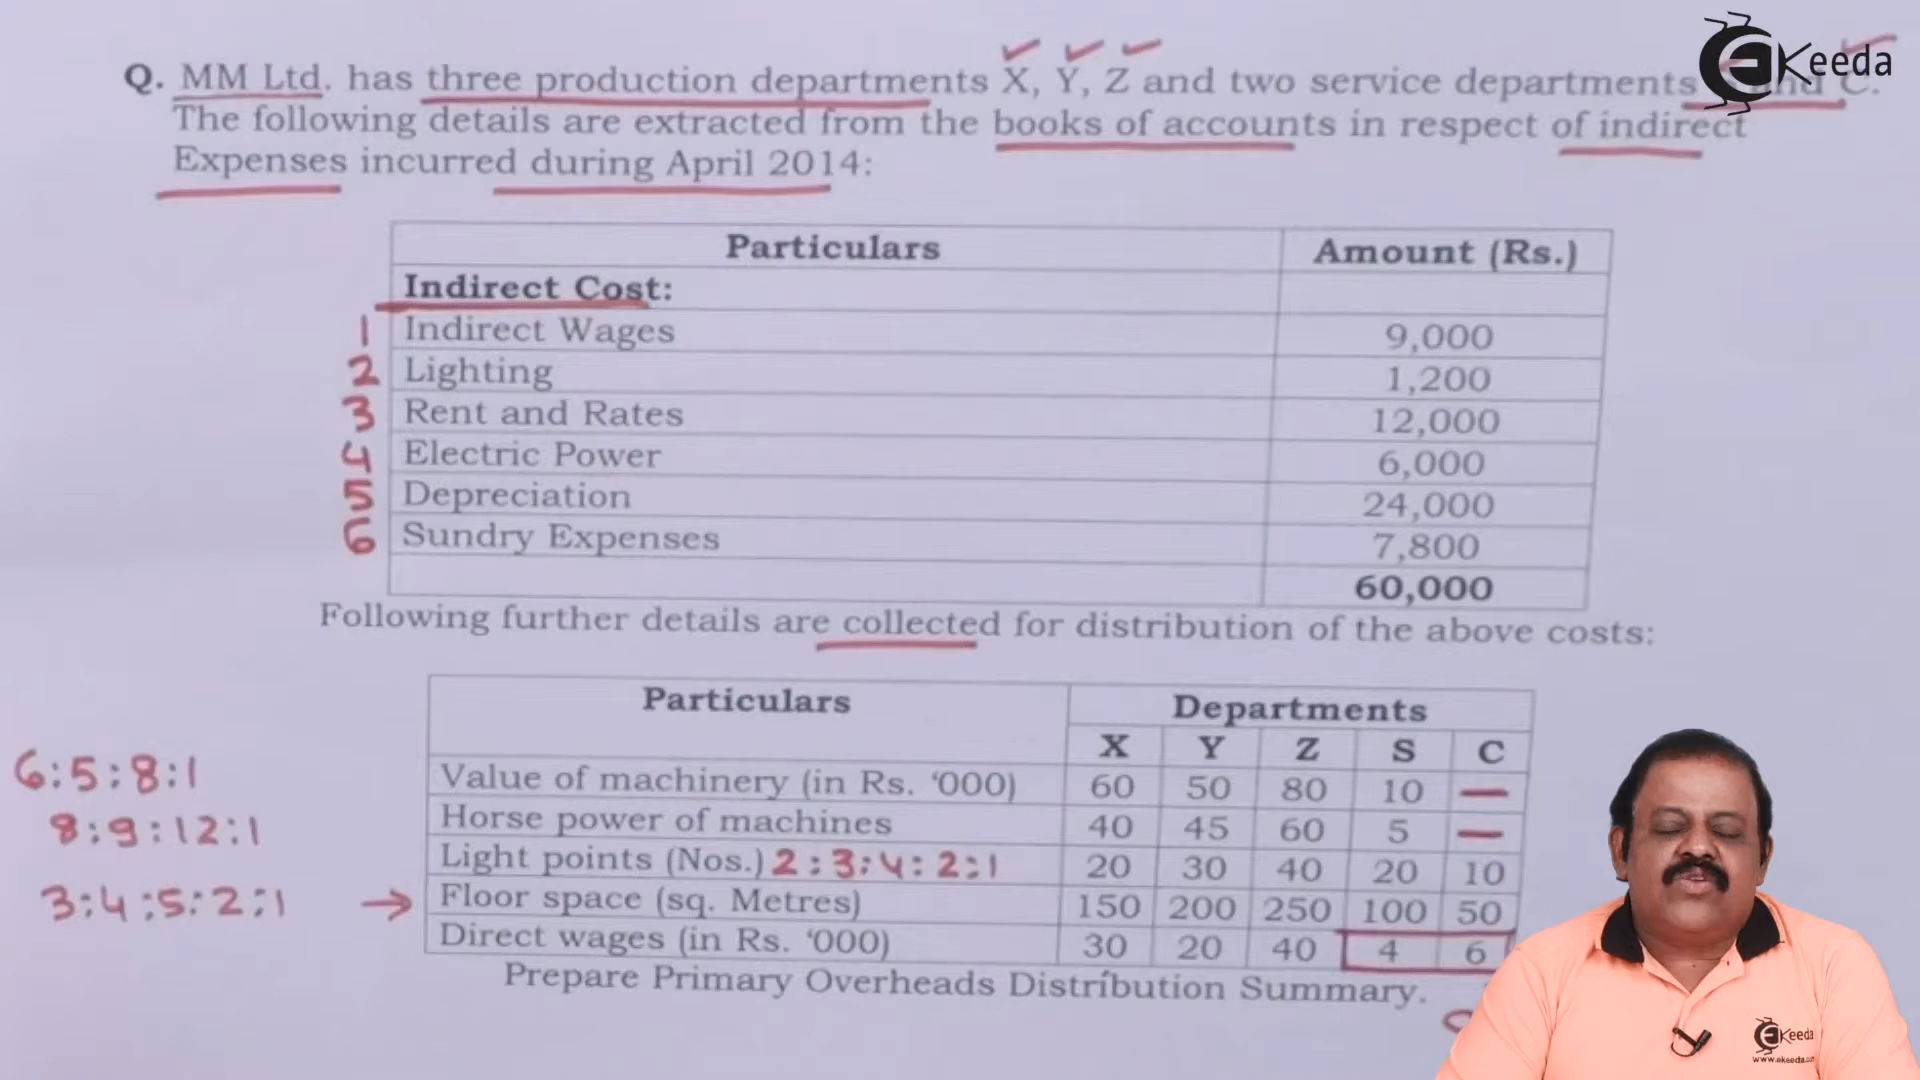 Keeda
Q. MM Ltd. has three production departments X, Y, Z and two service departments and C.
The following details are extracted from the books of accounts in respect of indirect
Expenses incurred during April 2014:
Particulars Amount (Rs.)
Indirect Cost:
1 Indirect Wages 9,000
2 Lighting 1,200
3 Rent and Rates 12,000
4 Electric Power 6,000
5 Depreciation 24,000
6 Sundry Expenses 7,800
60,000
Following further details are collected for distribution of the above costs:
Particulars Departments
X Y Z S C
6:5:8:1 Value of machinery (in Rs. '000) 60 50 80 10 —
8:9:12:1 Horse power of machines 40 45 60 5 —
Light points (Nos.) 2:3:4:2:1 20 30 40 20 10
3:4:5:2:1 → Floor space (sq. Metres) 150 200 250 100 50
Direct wages (in Rs. '000) 30 20 40 4 6
Prepare Primary Overheads Distribution Summary.
Keeda